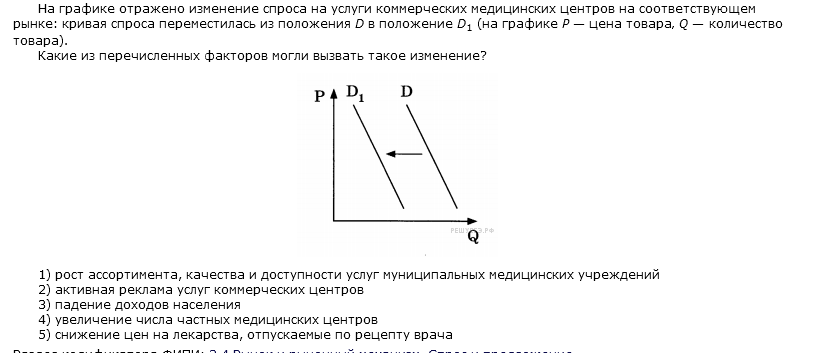 На графике отражено изменение спроса на услуги коммерческих медицинских центров на соответствующем
рынке: кривая спроса переместилась из положения D в положение D1 (на графике P — цена товара, Q — количество
товара).
Какие из перечисленных факторов могли вызвать такое изменение?
P D1 D
РЕШУЕГЭ.РФ
Q
1) рост ассортимента, качества и доступности услуг муниципальных медицинских учреждений
2) активная реклама услуг коммерческих центров
3) падение доходов населения
4) увеличение числа частных медицинских центров
5) снижение цен на лекарства, отпускаемые по рецепту врача